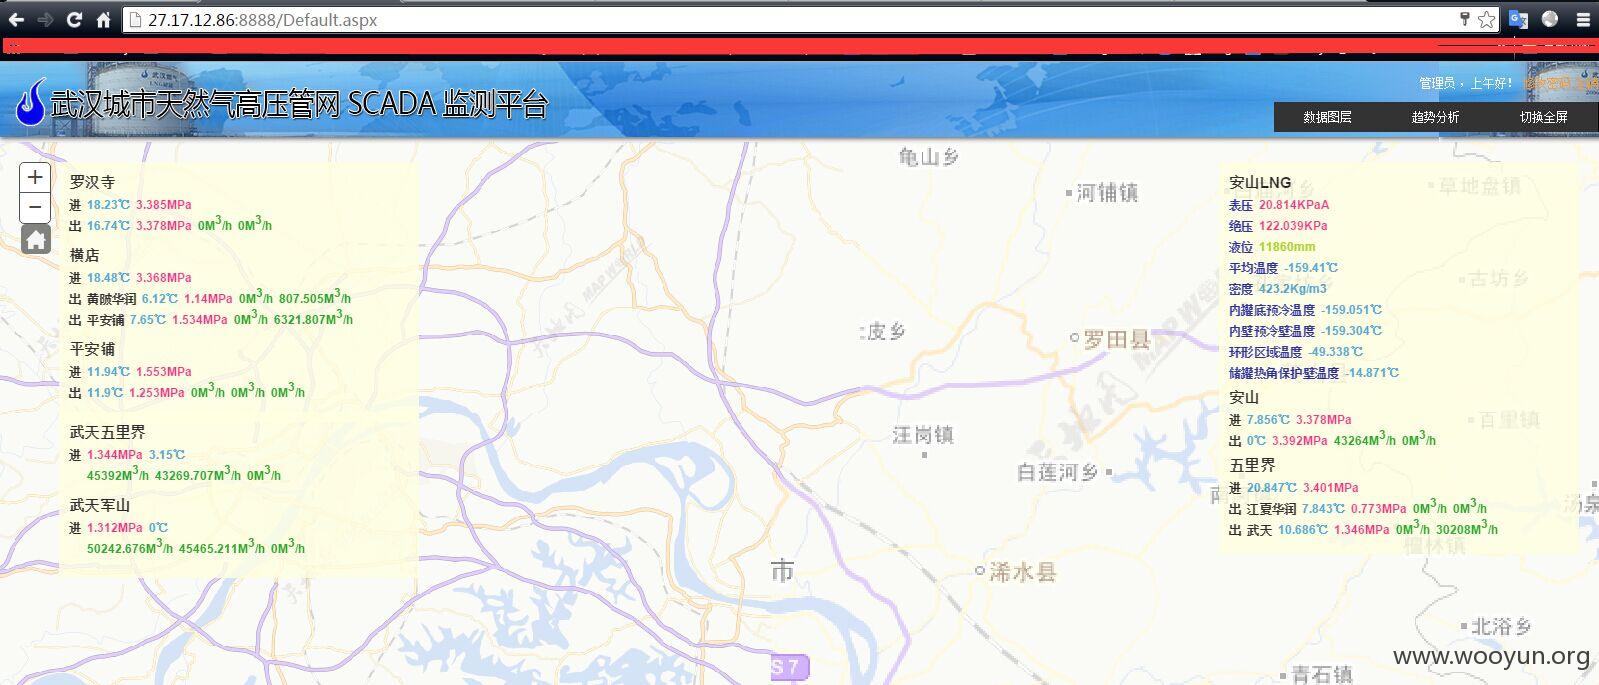 27.17.12.86:8888/Default.aspx
武汉城市天然气高压管网 SCADA 监测平台
管理员，上午好！
数据图层 趋势分析 切换全屏
+
−
罗汉寺
进 18.23℃ 3.385MPa
出 16.74℃ 3.378MPa 0M3/h 0M3/h
横店
进 18.48℃ 3.368MPa
出 黄陂华润 6.12℃ 1.14MPa 0M3/h 807.505M3/h
出 平安铺 7.65℃ 1.534MPa 0M3/h 6321.807M3/h
平安铺
进 11.94℃ 1.553MPa
出 11.9℃ 1.253MPa 0M3/h 0M3/h 0M3/h
武天五里界
进 1.344MPa 3.15℃
45392M3/h 43269.707M3/h 0M3/h
武天军山
进 1.312MPa 0℃
50242.676M3/h 45465.211M3/h 0M3/h
龟山乡
河铺镇
皮乡
罗田县
汪岗镇
白莲河乡
市
浠水县
S7
安山LNG
表压 20.814KPaA
绝压 122.039KPa
液位 11860mm
平均温度 -159.41℃
密度 423.2Kg/m3
内罐底预冷温度 -159.051℃
内壁预冷壁温度 -159.304℃
环形区域温度 -49.338℃
储罐热角保护壁温度 -14.871℃
安山
进 7.856℃ 3.378MPa
出 0℃ 3.392MPa 43264M3/h 0M3/h
五里界
进 20.847℃ 3.401MPa
出 江夏华润 7.843℃ 0.773MPa 0M3/h 0M3/h
出 武天 10.686℃ 1.346MPa 0M3/h 30208M3/h
草地盘镇
古坊乡
百里镇
檀林镇
北浴乡
青石镇
www.wooyun.org